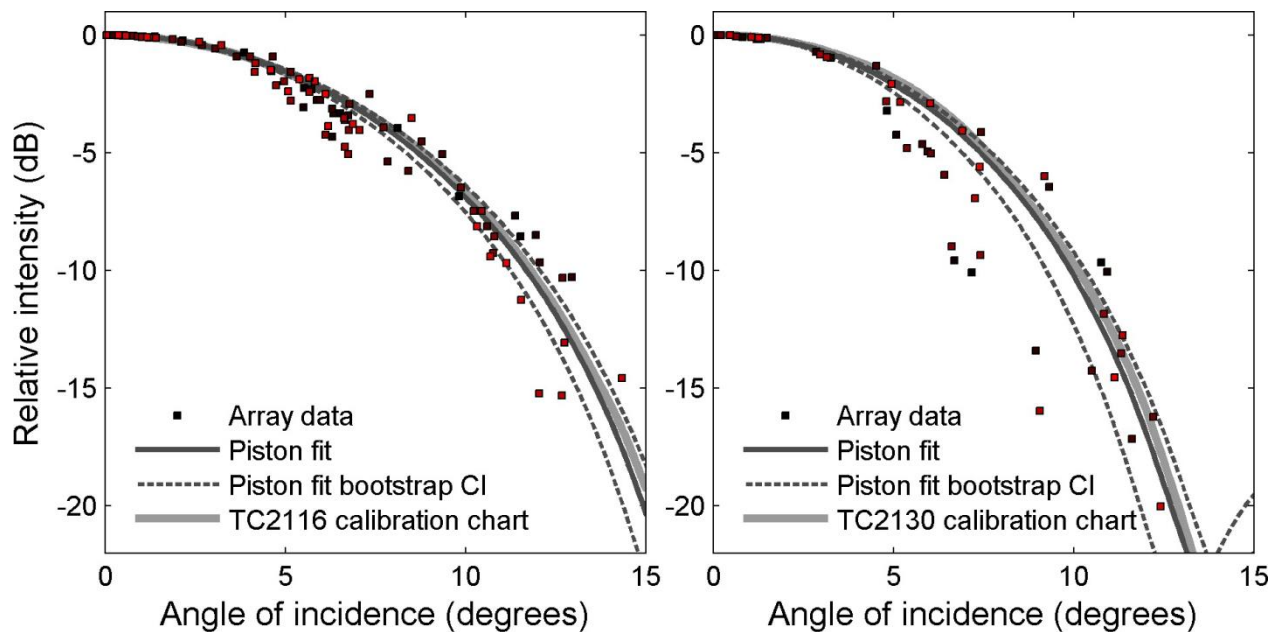 Relative intensity (dB)
0
-5
-10
-15
-20
Array data
Piston fit
Piston fit bootstrap CI
TC2116 calibration chart
0 5 10 15
Angle of incidence (degrees)
0
-5
-10
-15
-20
Array data
Piston fit
Piston fit bootstrap CI
TC2130 calibration chart
0 5 10 15
Angle of incidence (degrees)